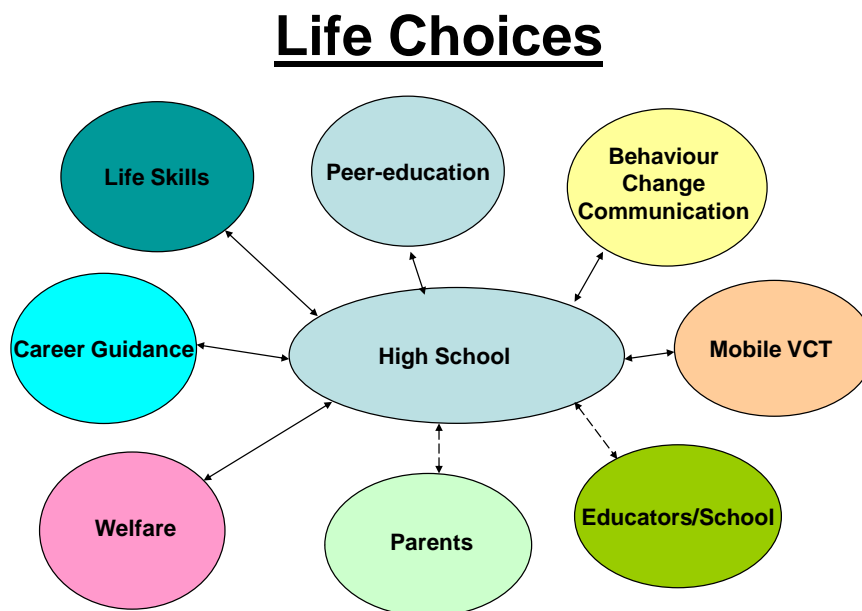 Life Choices
Life Skills
Peer-education
Behaviour
Change
Communication
Career Guidance
High School
Mobile VCT
Welfare
Parents
Educators/School